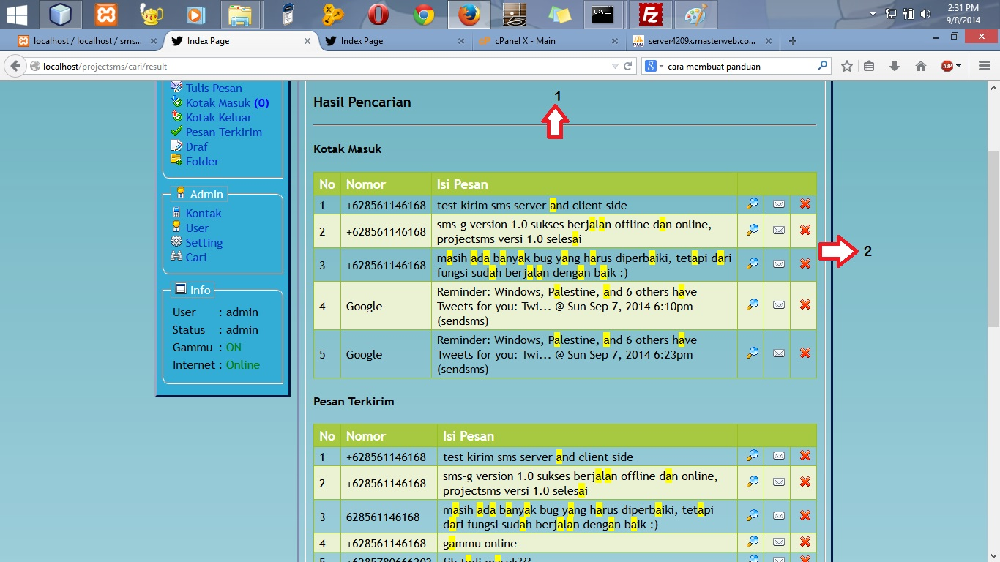 2:31 PM
9/8/2014
localhost / localhost / sms...
Index Page
Index Page
cPanel X - Main
server4209x.masterweb.co...
localhost/projectsms/cari/result
cara membuat panduan
ABP
Tulis Pesan
Kotak Masuk (0)
Kotak Keluar
Pesan Terkirim
Draf
Folder
Admin
Kontak
User
Setting
Cari
Info
User : admin
Status : admin
Gammu : ON
Internet : Online
Hasil Pencarian
1
Kotak Masuk
No Nomor Isi Pesan
1 +628561146168 test kirim sms server and client side
2 +628561146168 sms-g version 1.0 sukses berjalan offline dan online,
projectsms versi 1.0 selesai
3 +628561146168 masih ada banyak bug yang harus diperbaiki, tetapi dari
fungsi sudah berjalan dengan baik :)
2
4 Google Reminder: Windows, Palestine, and 6 others have
Tweets for you: Twi... @ Sun Sep 7, 2014 6:10pm
(sendsms)
5 Google Reminder: Windows, Palestine, and 6 others have
Tweets for you: Twi... @ Sun Sep 7, 2014 6:23pm
(sendsms)
Pesan Terkirim
No Nomor Isi Pesan
1 +628561146168 test kirim sms server and client side
2 +628561146168 sms-g version 1.0 sukses berjalan offline dan online,
projectsms versi 1.0 selesai
3 628561146168 masih ada banyak bug yang harus diperbaiki, tetapi
dari fungsi sudah berjalan dengan baik :)
4 +628561146168 gammu online